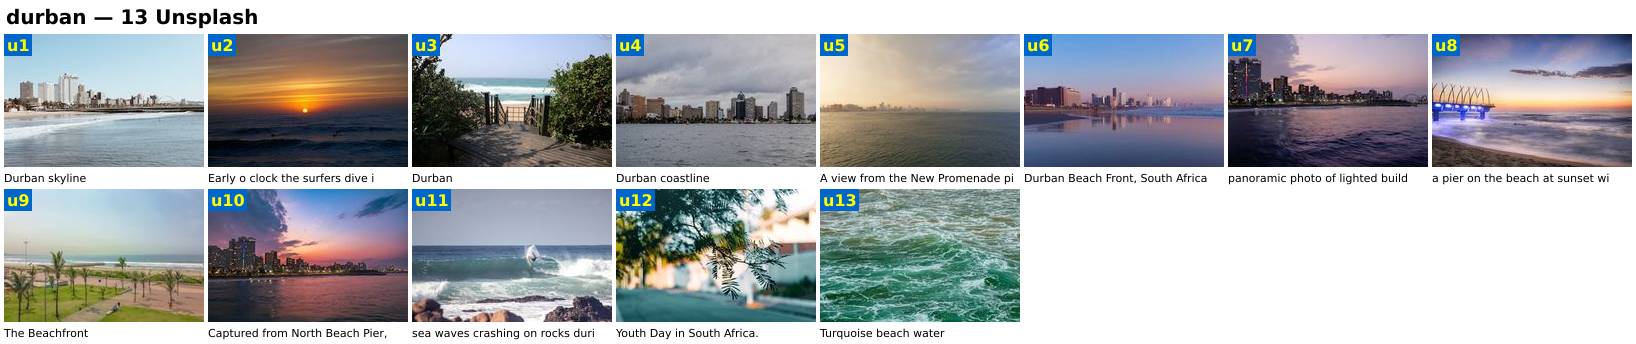 durban — 13 Unsplash
u1
u2
u3
u4
u5
u6
u7
u8
Durban skyline
Early o clock the surfers dive i
Durban
Durban coastline
A view from the New Promenade pi
Durban Beach Front, South Africa
panoramic photo of lighted build
a pier on the beach at sunset wi
u9
u10
u11
u12
u13
The Beachfront
Captured from North Beach Pier,
sea waves crashing on rocks duri
Youth Day in South Africa.
Turquoise beach water